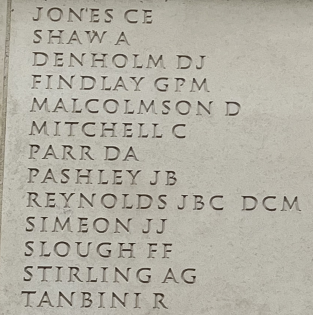 JONES CE
SHAW A
DENHOLM DJ
FINDLAY GPM
MALCOLMSON D
MITCHELL C
PARR DA
PASHLEY JB
REYNOLDS JBC DCM
SIMEON JJ
SLOUGH FF
STIRLING AG
TANBINI R